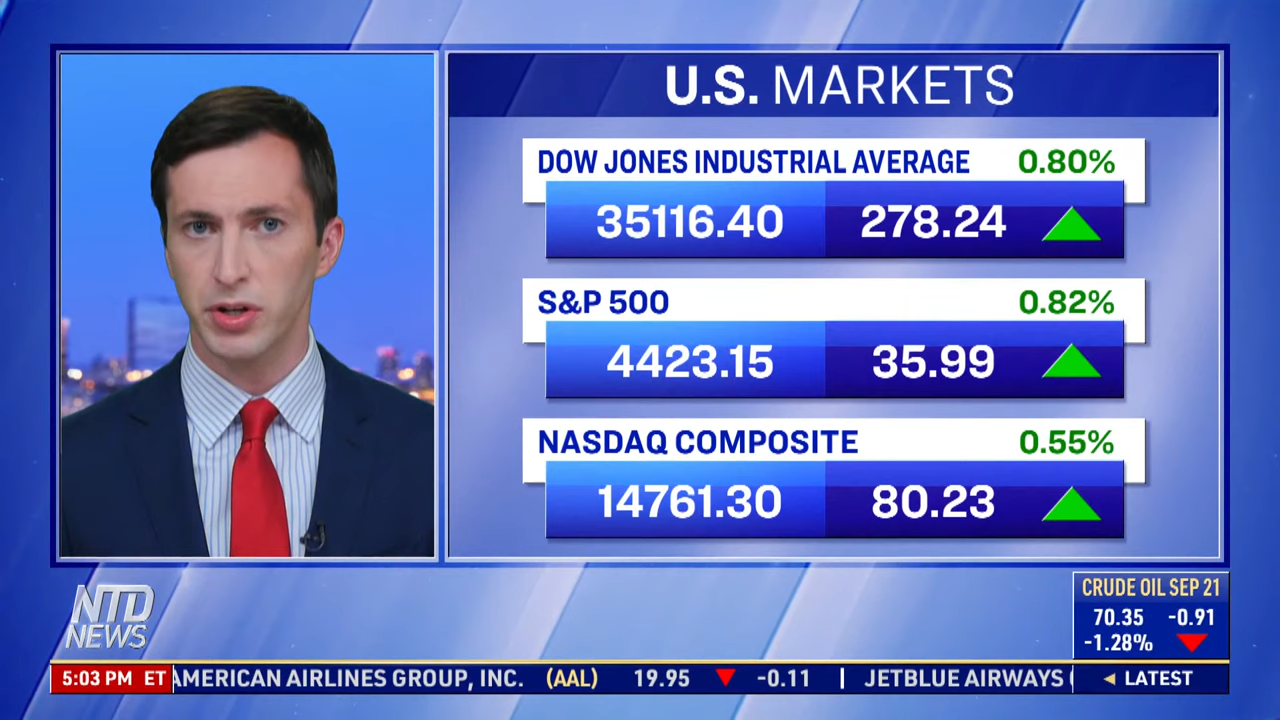 U.S. MARKETS
DOW JONES INDUSTRIAL AVERAGE 0.80%
35116.40 278.24
S&P 500 0.82%
4423.15 35.99
NASDAQ COMPOSITE 0.55%
14761.30 80.23
NTD
NEWS
CRUDE OIL SEP 21
70.35 -0.91
-1.28%
5:03 PM ET AMERICAN AIRLINES GROUP, INC. (AAL) 19.95 -0.11 | JETBLUE AIRWAYS ( ◄ LATEST